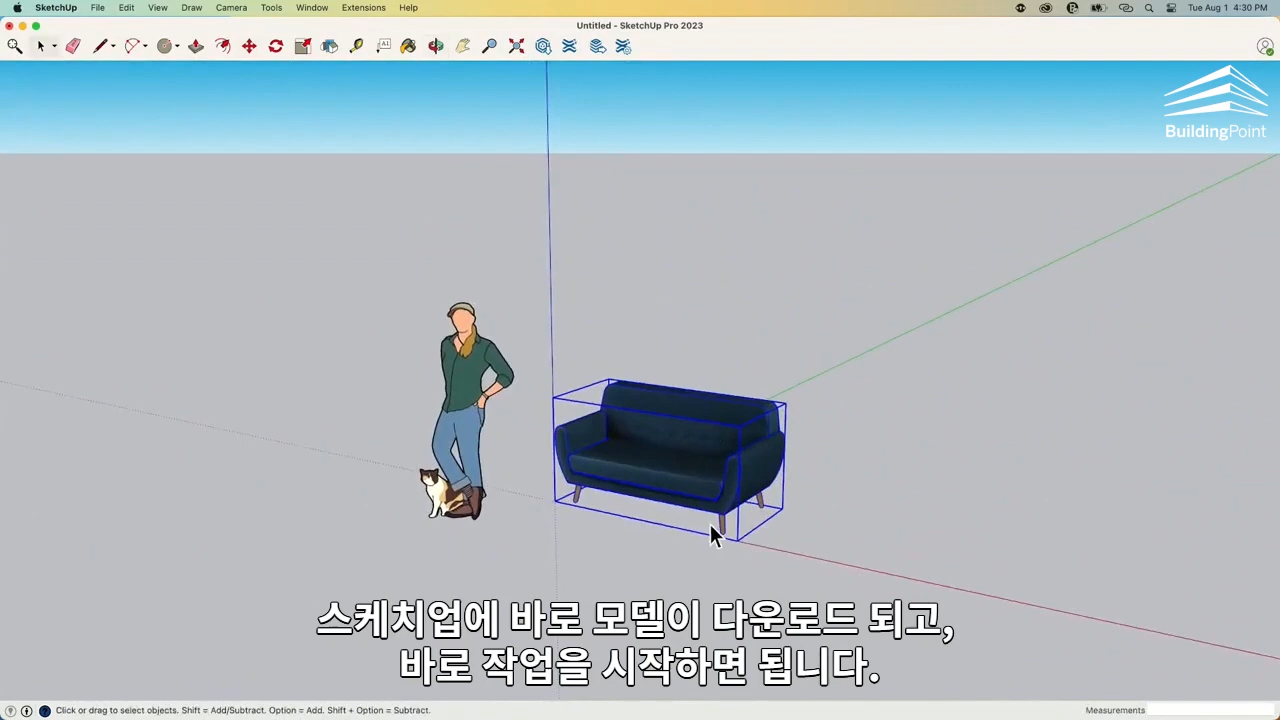 SketchUp File Edit View Draw Camera Tools Window Extensions Help Tue Aug 1 4:30 PM
Untitled - SketchUp Pro 2023
BuildingPoint
스케치업에 바로 모델이 다운로드 되고,
바로 작업을 시작하면 됩니다.
Click or drag to select objects. Shift = Add/Subtract. Option = Add. Shift + Option = Subtract. Measurements